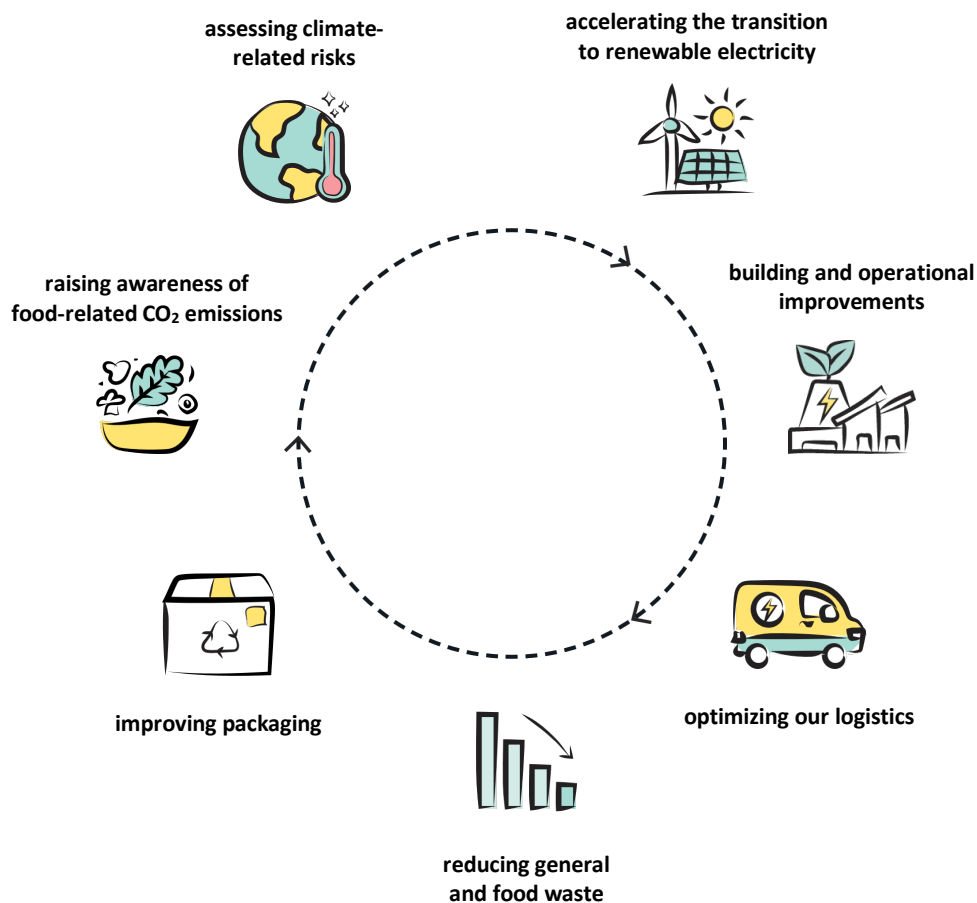 assessing climate-
related risks
accelerating the transition
to renewable electricity
raising awareness of
food-related CO₂ emissions
building and operational
improvements
improving packaging
optimizing our logistics
reducing general
and food waste